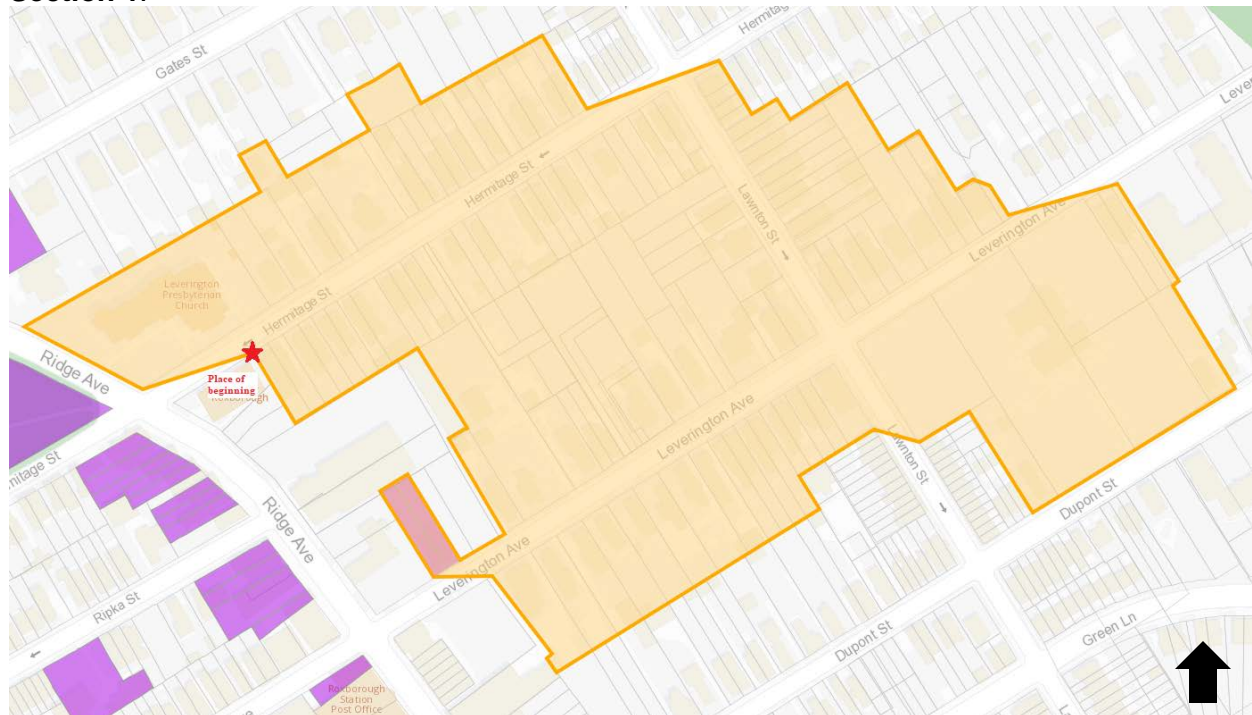 Gates St
Hermitage St
Leverington
Presbyterian
Church
Hermitage St
Lawnton St
Leverington Ave
Ridge Ave
Place of
beginning
Leverington Ave
Lawnton St
Dupont St
Ridge Ave
Leverington Ave
Ripka St
Dupont St
Green Ln
Roxborough
Station
Post Office